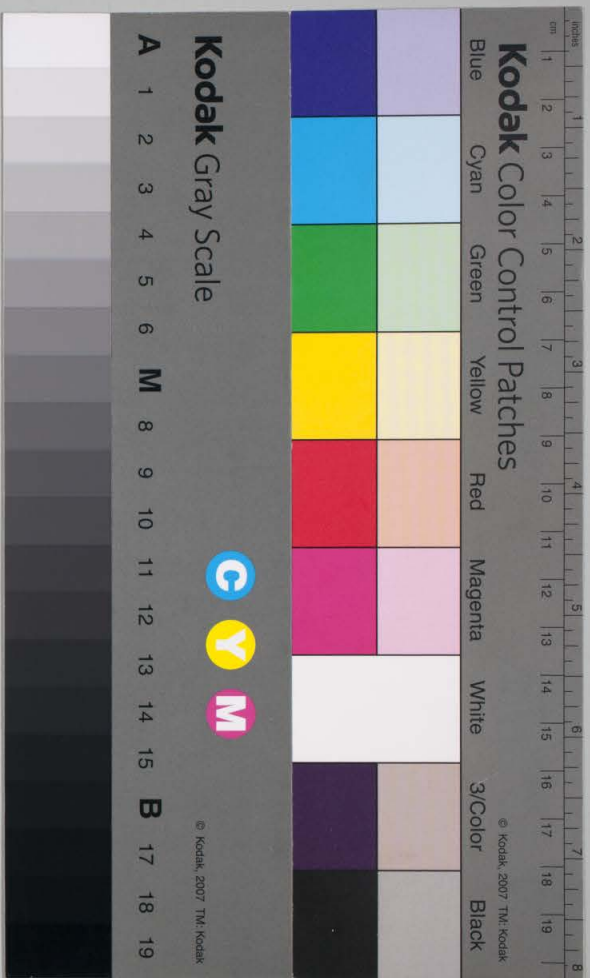 inches 1 2 3 4 5 6 7 8
cm 1 2 3 4 5 6 7 8 9 10 11 12 13 14 15 16 17 18 19
Kodak Color Control Patches © Kodak, 2007 TM: Kodak
Blue Cyan Green Yellow Red Magenta White 3/Color Black
Kodak Gray Scale C Y M © Kodak, 2007 TM: Kodak
A 1 2 3 4 5 6 M 8 9 10 11 12 13 14 15 B 17 18 19